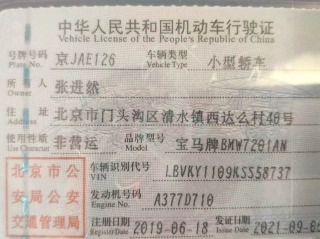 中华人民共和国机动车行驶证
Vehicle License of the People's Republic of China
号牌号码 京JAE126 车辆类型 小型轿车
Plate No. Vehicle Type
所有人 张进然
Owner
住址 北京市门头沟区清水镇西达么村40号
Address
使用性质 非营运 品牌型号 宝马牌BMW7201AN
Use Character Model
北京市公安局公安交通管理局
车辆识别代号 LBVKY1109KSS58737
VIN
发动机号码 A377D710
Engine No.
注册日期 2019-06-18 发证日期 2021-09-0
Register Date Issue Date